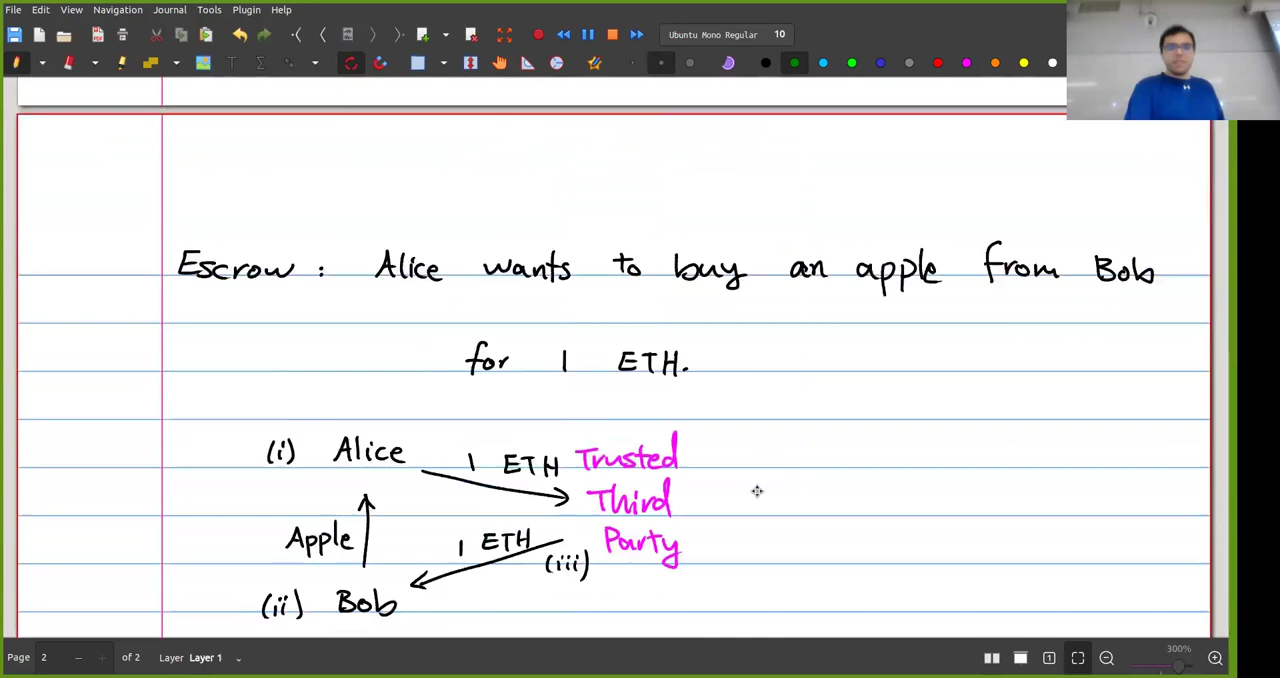 File Edit View Navigation Journal Tools Plugin Help
Ubuntu Mono Regular 10
Escrow : Alice wants to buy an apple from Bob
for 1 ETH.
(i) Alice 1 ETH Trusted
Third
Apple 1 ETH Party
(iii)
(ii) Bob
Page 2 of 2 Layer Layer 1 300%